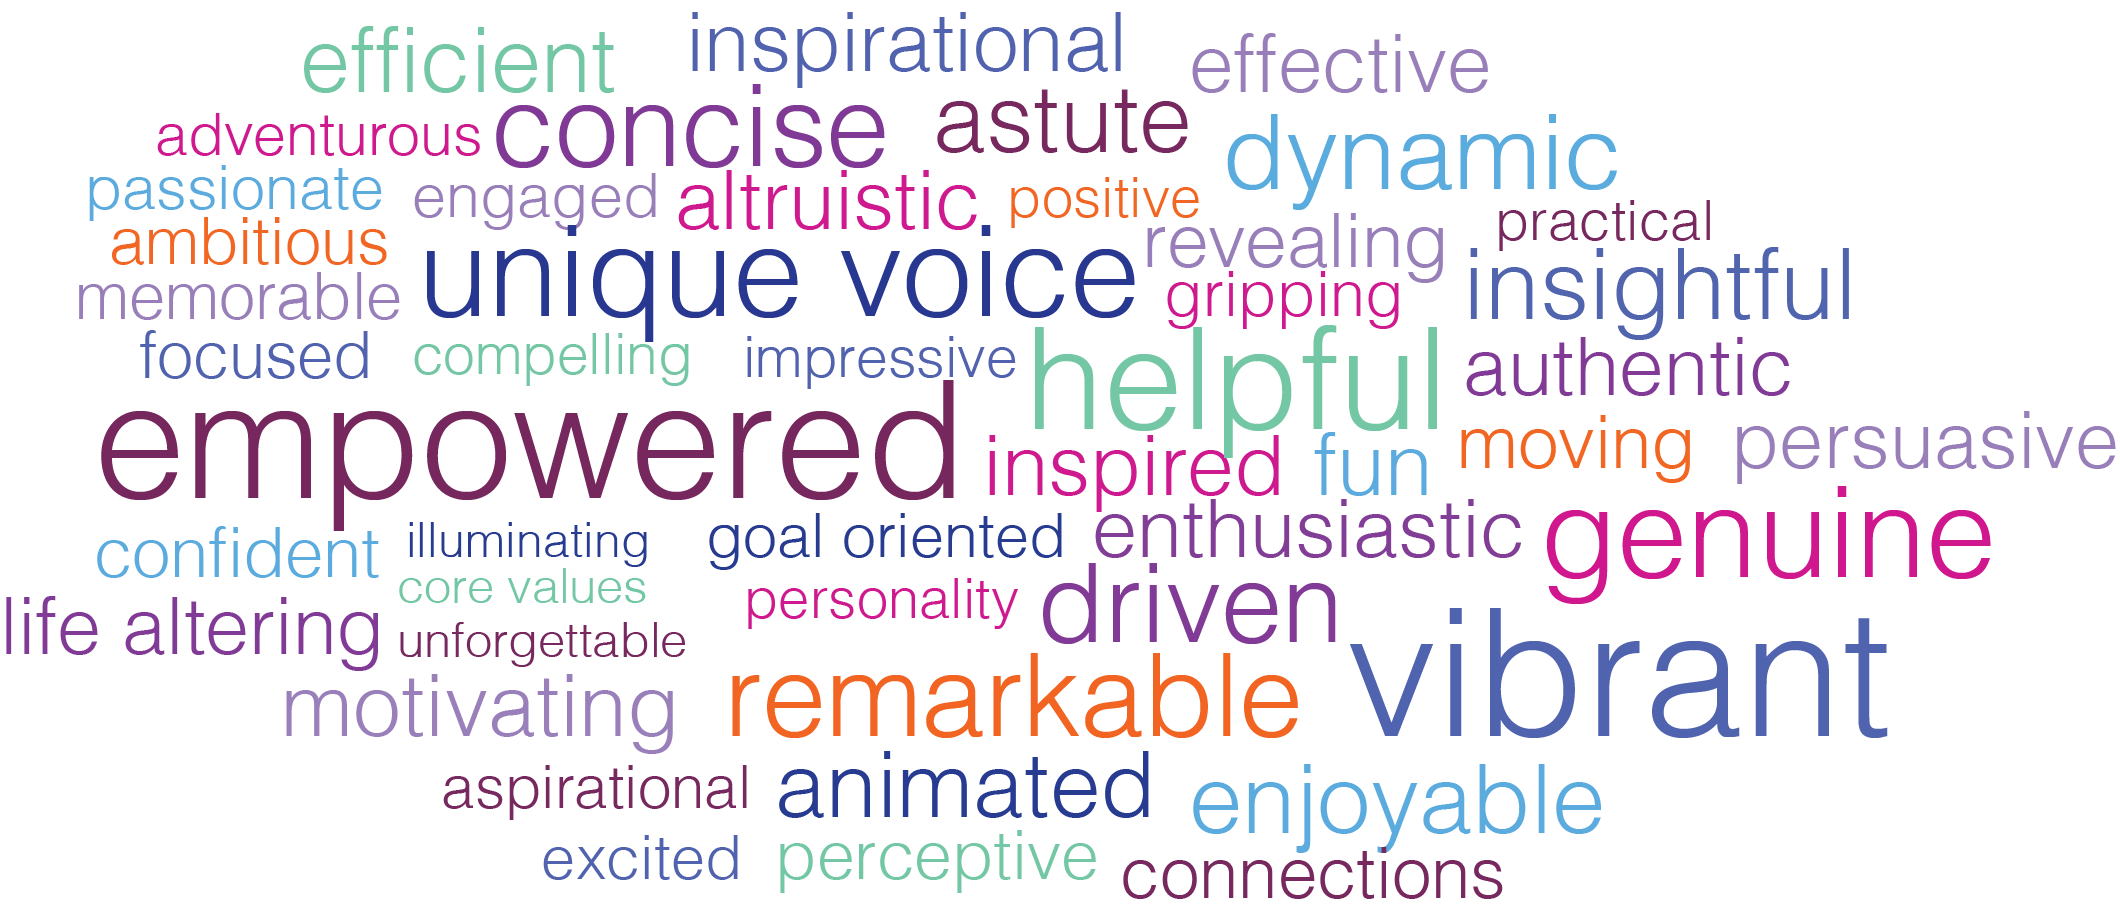 efficient
inspirational
effective
adventurous
concise
astute
dynamic
passionate
engaged
altruistic
positive
practical
ambitious
unique voice
revealing
insightful
memorable
gripping
focused
compelling
impressive
helpful
authentic
empowered
inspired
fun
moving
persuasive
confident
illuminating
goal oriented
enthusiastic
genuine
core values
personality
driven
life altering
unforgettable
vibrant
motivating
remarkable
aspirational
animated
enjoyable
excited
perceptive
connections